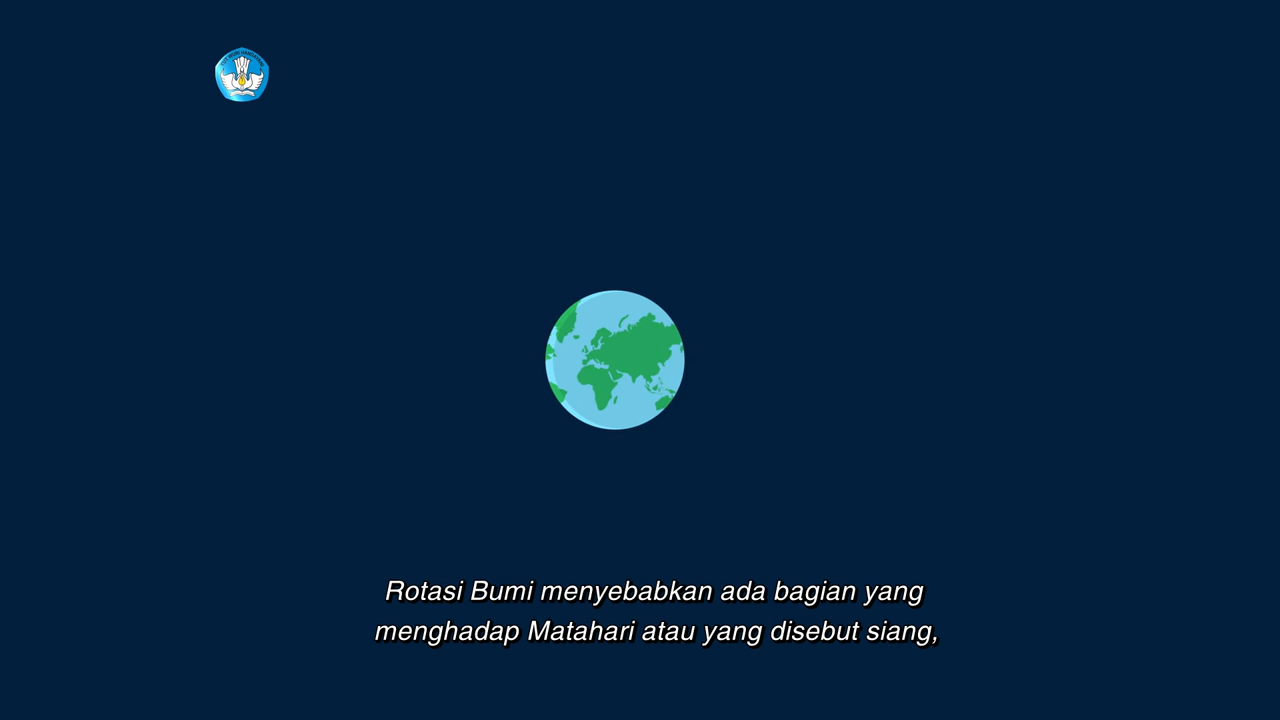 Rotasi Bumi menyebabkan ada bagian yang
menghadap Matahari atau yang disebut siang,